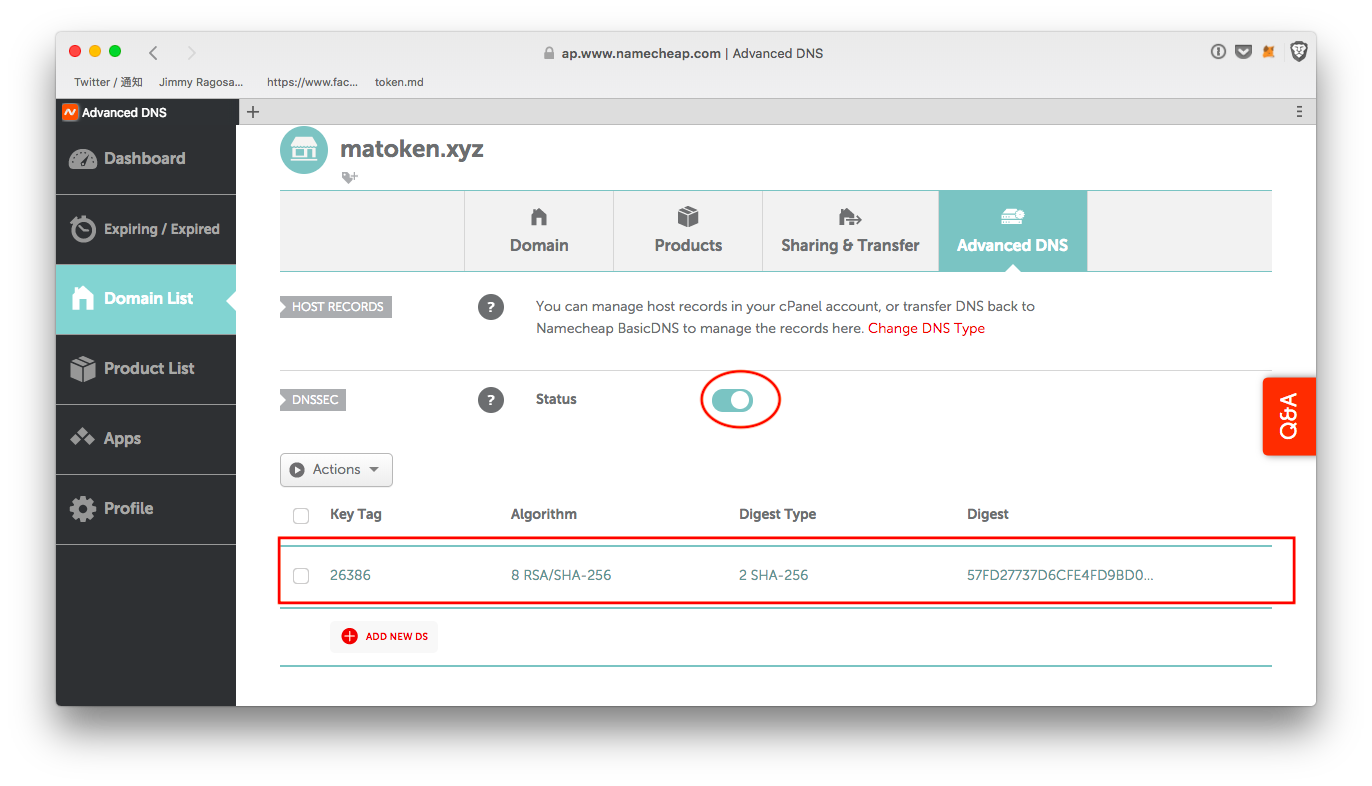 ap.www.namecheap.com | Advanced DNS
Twitter / 通知 Jimmy Ragosa... https://www.fac... token.md
Advanced DNS
Dashboard
Expiring / Expired
Domain List
Product List
Apps
Profile
matoken.xyz
Domain Products Sharing & Transfer Advanced DNS
HOST RECORDS ? You can manage host records in your cPanel account, or transfer DNS back to
Namecheap BasicDNS to manage the records here. Change DNS Type
DNSSEC ? Status
Q&A
Actions
Key Tag Algorithm Digest Type Digest
26386 8 RSA/SHA-256 2 SHA-256 57FD27737D6CFE4FD9BD0...
ADD NEW DS